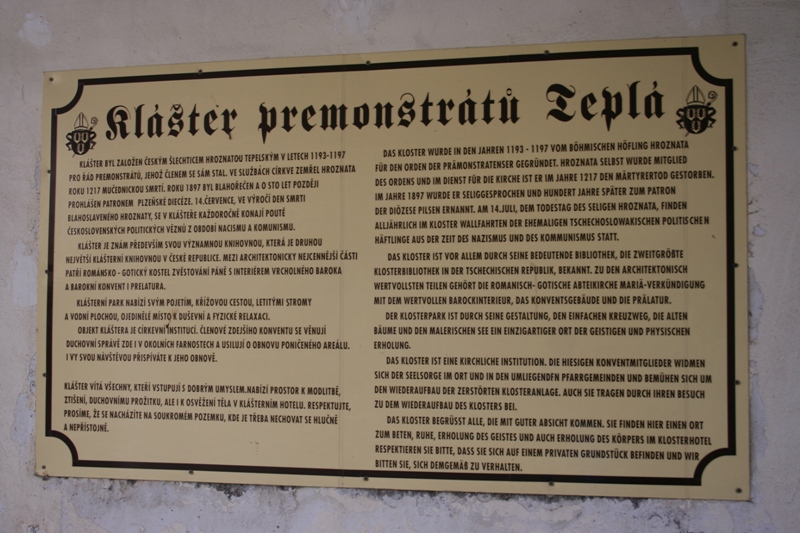 Klášter premonstrátů Teplá
KLÁŠTER BYL ZALOŽEN ČESKÝM ŠLECHTICEM HROZNATOU TEPELSKÝM V LETECH 1193-1197
PRO ŘÁD PREMONSTRÁTŮ, JEHOŽ ČLENEM SE SÁM STAL. VE SLUŽBÁCH CÍRKVE ZEMŘEL HROZNATA
ROKU 1217 MUČEDNICKOU SMRTÍ. ROKU 1897 BYL BLAHOŘEČEN A O STO LET POZDĚJI
PROHLÁŠEN PATRONEM PLZEŇSKÉ DIECÉZE. 14.ČERVENCE, VE VÝROČÍ DEN SMRTI
BLAHOSLAVENÉHO HROZNATY, SE V KLÁŠTEŘE KAŽDOROČNĚ KONAJÍ POUTĚ
ČESKOSLOVENSKÝCH POLITICKÝCH VĚZNŮ Z OBDOBÍ NACISMU A KOMUNISMU.
KLÁŠTER JE ZNÁM PŘEDEVŠÍM SVOU VÝZNAMNOU KNIHOVNOU, KTERÁ JE DRUHOU
NEJVĚTŠÍ KLÁŠTERNÍ KNIHOVNOU V ČESKÉ REPUBLICE. MEZI ARCHITEKTONICKY NEJCENNĚJŠÍ ČÁSTI
PATŘÍ ROMÁNSKO - GOTICKÝ KOSTEL ZVĚSTOVÁNÍ PÁNĚ S INTERIÉREM VRCHOLNÉHO BAROKA
A BAROKNÍ KONVENT I PRELATURA.
KLÁŠTERNÍ PARK NABÍZÍ SVÝM POJETÍM, KŘÍŽOVOU CESTOU, LETITÝMI STROMY
A VODNÍ PLOCHOU, OJEDINĚLÉ MÍSTO K DUŠEVNÍ A FYZICKÉ RELAXACI.
OBJEKT KLÁŠTERA JE CÍRKEVNÍ INSTITUCÍ. ČLENOVÉ ZDEJŠÍHO KONVENTU SE VĚNUJÍ
DUCHOVNÍ SPRÁVĚ ZDE I V OKOLNÍCH FARNOSTECH A USILUJÍ O OBNOVU PONIČENÉHO AREÁLU.
I VY SVOU NÁVŠTĚVOU PŘISPÍVÁTE K JEHO OBNOVĚ.
KLÁŠTER VÍTÁ VŠECHNY, KTEŘÍ VSTUPUJÍ S DOBRÝM UMYSLEM.NABÍZÍ PROSTOR K MODLITBĚ,
ZTIŠENÍ, DUCHOVNÍMU PROŽITKU, ALE I K OSVĚŽENÍ TĚLA V KLÁŠTERNÍM HOTELU. RESPEKTUJTE,
PROSÍME, ŽE SE NACHÁZÍTE NA SOUKROMÉM POZEMKU, KDE JE TŘEBA NECHOVAT SE HLUČNĚ
A NEPŘÍSTOJNĚ.
DAS KLOSTER WURDE IN DEN JAHREN 1193 - 1197 VOM BÖHMISCHEN HÖFLING HROZNATA
FÜR DEN ORDEN DER PRÄMONSTRATENSER GEGRÜNDET. HROZNATA SELBST WURDE MITGLIED
DES ORDENS UND IM DIENST FÜR DIE KIRCHE IST ER IM JAHRE 1217 DEN MÄRTYRERTOD GESTORBEN.
IM JAHRE 1897 WURDE ER SELIGGESPROCHEN UND HUNDERT JAHRE SPÄTER ZUM PATRON
DER DIÖZESE PILSEN ERNANNT. AM 14.JULI, DEM TODESTAG DES SELIGEN HROZNATA, FINDEN
ALLJÄHRLICH IM KLOSTER WALLFAHRTEN DER EHEMALIGEN TSCHECHOSLOWAKISCHEN POLITISCHEN
HÄFTLINGE AUS DER ZEIT DES NAZISMUS UND DES KOMMUNISMUS STATT.
DAS KLOSTER IST VOR ALLEM DURCH SEINE BEDEUTENDE BIBLIOTHEK, DIE ZWEITGRÖßTE
KLOSTERBIBLIOTHEK IN DER TSCHECHISCHEN REPUBLIK, BEKANNT. ZU DEN ARCHITEKTONISCH
WERTVOLLSTEN TEILEN GEHÖRT DIE ROMANISCH- GOTISCHE ABTEIKIRCHE MARIÄ-VERKÜNDIGUNG
MIT DEM WERTVOLLEN BAROCKINTERIEUR, DAS KONVENTSGEBÄUDE UND DIE PRÄLATUR.
DER KLOSTERPARK IST DURCH SEINE GESTALTUNG, DEN EINFACHEN KREUZWEG, DIE ALTEN
BÄUME UND DEN MALERISCHEN SEE EIN EINZIGARTIGER ORT DER GEISTIGEN UND PHYSISCHEN
ERHOLUNG.
DAS KLOSTER IST EINE KIRCHLICHE INSTITUTION. DIE HIESIGEN KONVENTMITGLIEDER WIDMEN
SICH DER SEELSORGE IM ORT UND IN DEN UMLIEGENDFN PFARRGEMEINDEN UND BEMÜHEN SICH UM
DEN WIEDERAUFBAU DER ZERSTÖRTEN KLOSTERANLAGE. AUCH SIE TRAGEN DURCH IHREN BESUCH
ZU DEM WIEDERAUFBAU DES KLOSTERS BEI.
DAS KLOSTER BEGRÜSST ALLE, DIE MIT GUTER ABSICHT KOMMEN. SIE FINDEN HIER EINEN ORT
ZUM BETEN, RUHE, ERHOLUNG DES GEISTES UND AUCH ERHOLUNG DES KÖRPERS IM KLOSTERHOTEL
RESPEKTIEREN SIE BITTE, DASS SIE SICH AUF EINEM PRIVATEN GRUNDSTÜCK BEFINDEN UND WIR
BITTEN SIE, SICH DEMGEMÄß ZU VERHALTEN.